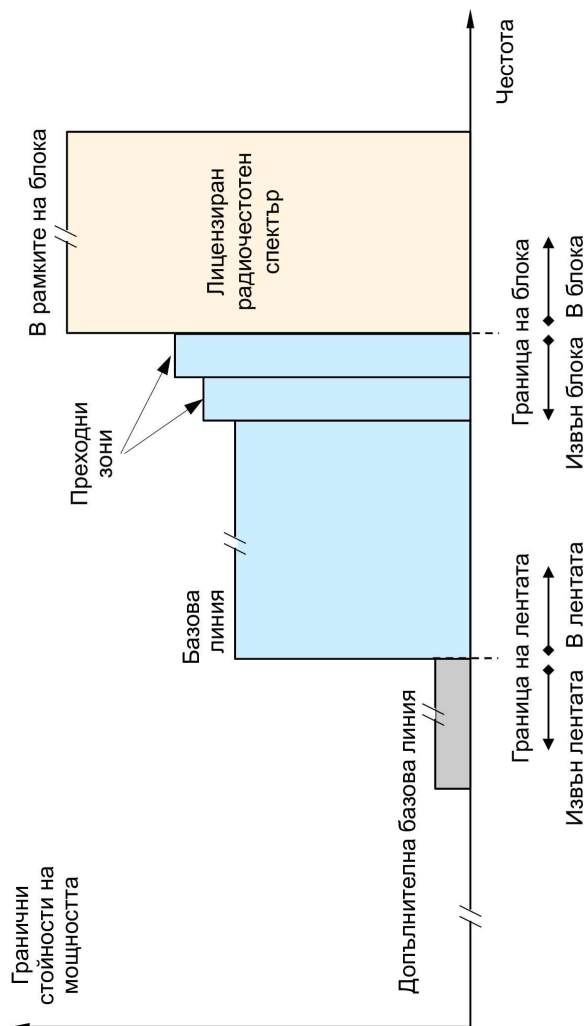 Гранични
стойности на
мощността
Допълнителна базова линия
Базова
линия
Преходни
зони
В рамките на блока
Лицензиран
радиочестотен
спектър
Честота
Граница на лентата
Извън лентата В лентата
Граница на блока
Извън блока В блока